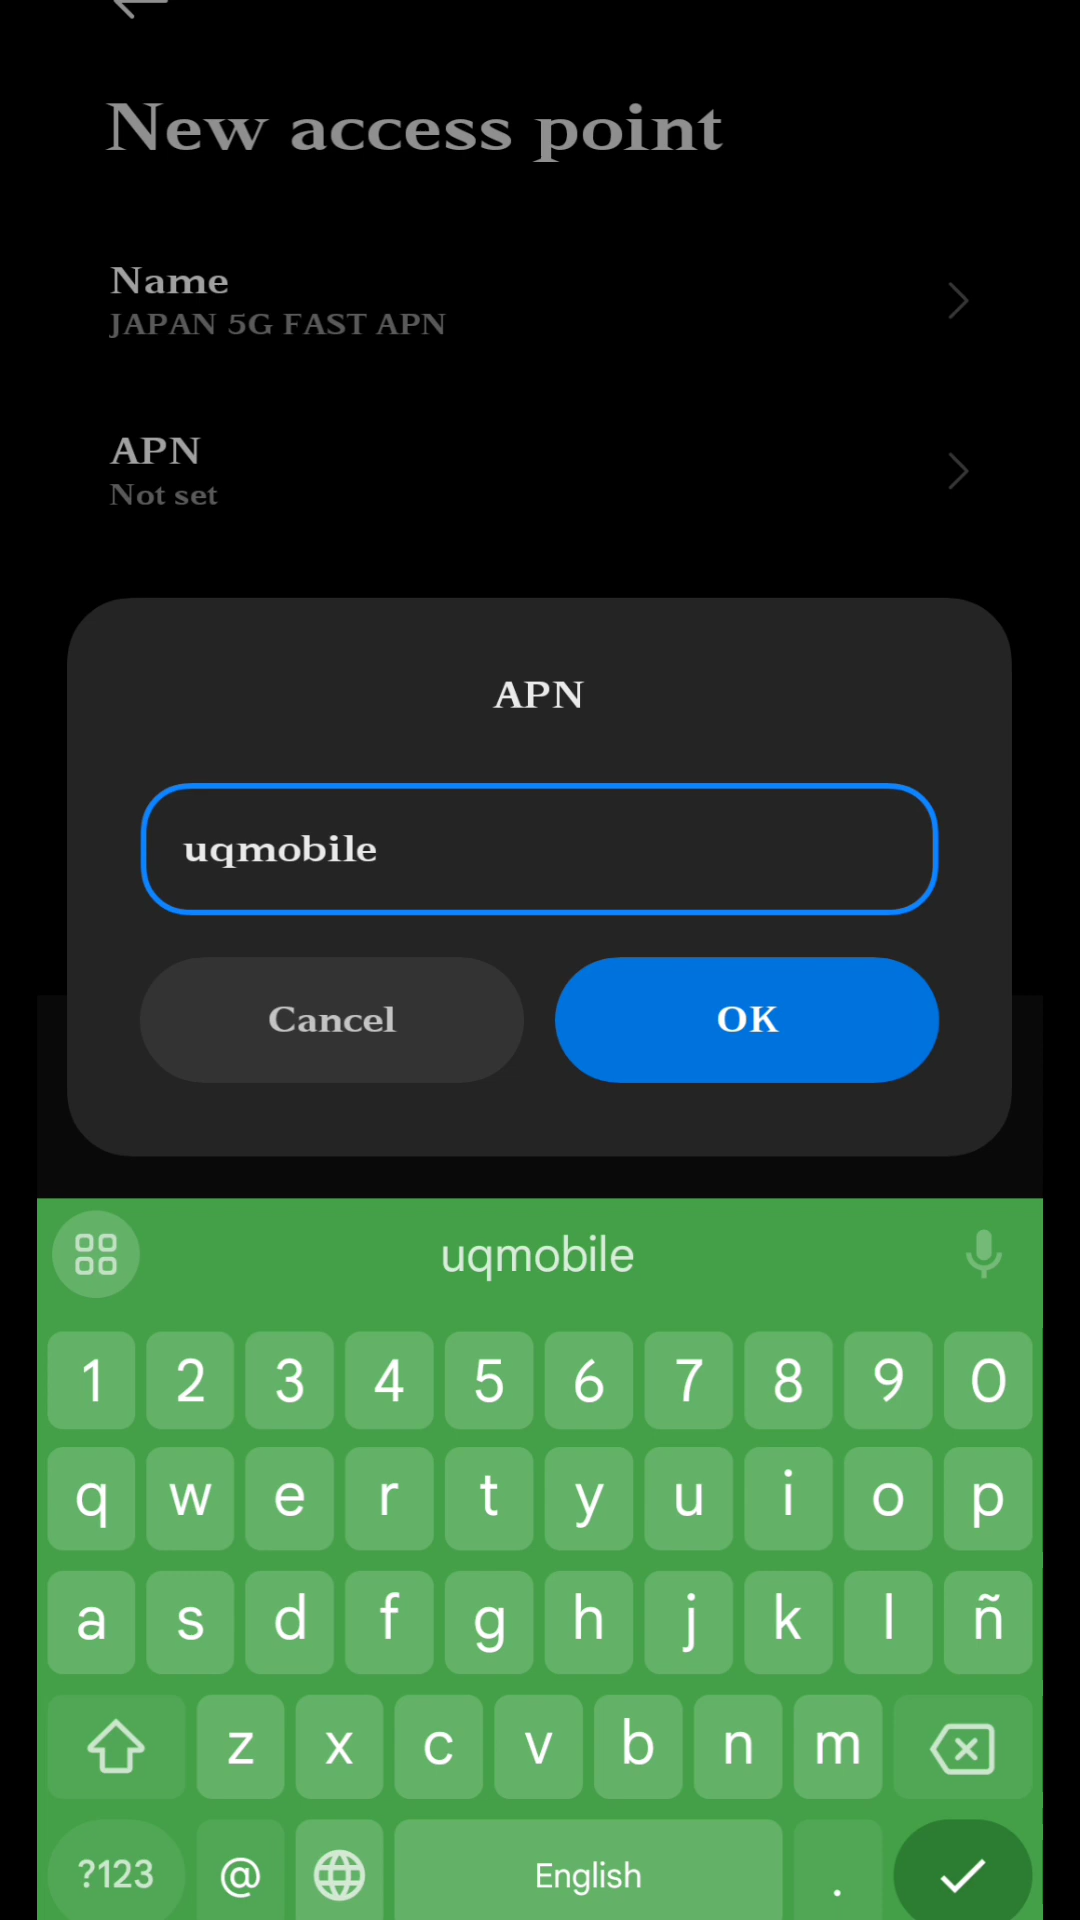 New access point
Name
JAPAN 5G FAST APN
APN
Not set
APN
uqmobile
Cancel OK
uqmobile
1 2 3 4 5 6 7 8 9 0
q w e r t y u i o p
a s d f g h j k l ñ
z x c v b n m
?123 @ English .